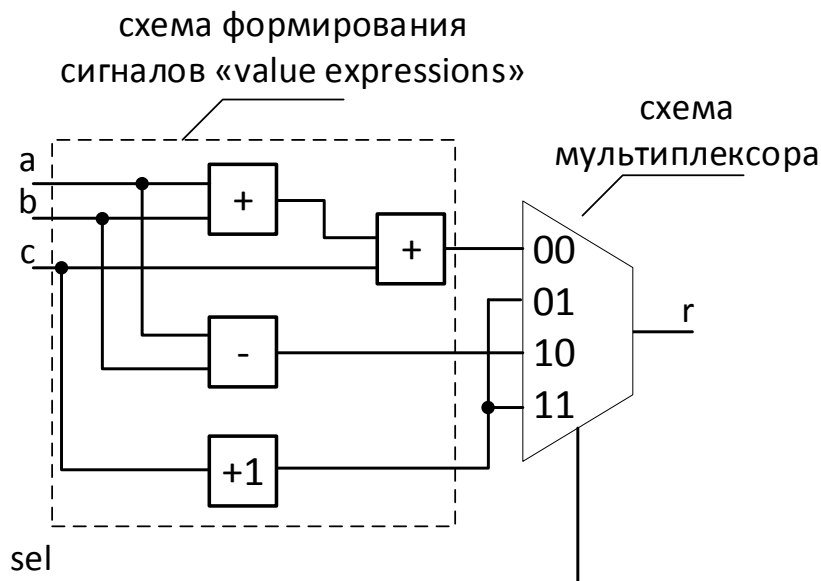 схема формирования
сигналов «value expressions»
схема
мультиплексора
a
b
c
+
+
-
+1
00
01
10
11
r
sel